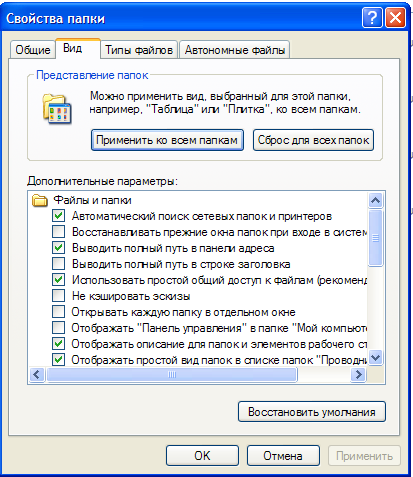 Свойства папки
Общие Вид Типы файлов Автономные файлы
Представление папок
Можно применить вид, выбранный для этой папки,
например, "Таблица" или "Плитка", ко всем папкам.
Применить ко всем папкам Сброс для всех папок
Дополнительные параметры:
Файлы и папки
Автоматический поиск сетевых папок и принтеров
Восстанавливать прежние окна папок при входе в систем
Выводить полный путь в панели адреса
Выводить полный путь в строке заголовка
Использовать простой общий доступ к файлам (рекоменд
Не кэшировать эскизы
Открывать каждую папку в отдельном окне
Отображать "Панель управления" в папке "Мой компьют
Отображать описание для папок и элементов рабочего ст
Отображать простой вид папок в списке папок "Проводни
Восстановить умолчания
OK Отмена Применить